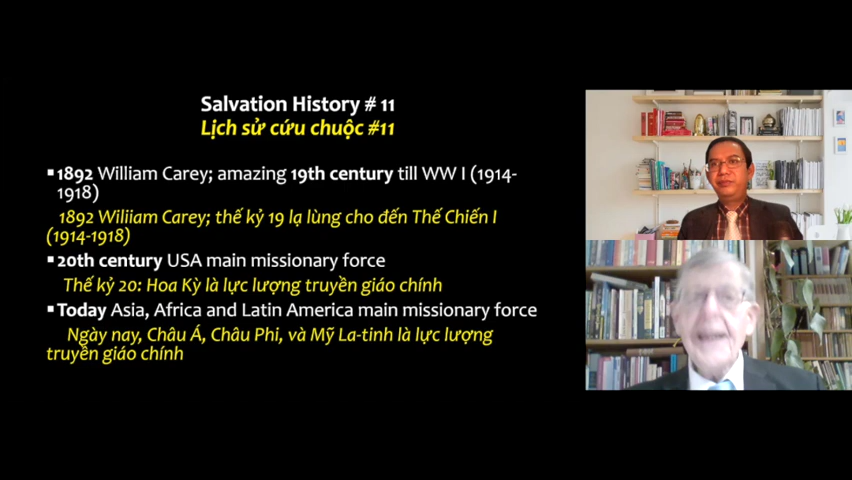 Salvation History # 11
Lịch sử cứu chuộc #11
▪1892 William Carey; amazing 19th century till WW I (1914-
1918)
1892 Wiliiam Carey; thế kỷ 19 lạ lùng cho đến Thế Chiến I
(1914-1918)
▪20th century USA main missionary force
Thế kỷ 20: Hoa Kỳ là lực lượng truyền giáo chính
▪Today Asia, Africa and Latin America main missionary force
Ngày nay, Châu Á, Châu Phi, và Mỹ La-tinh là lực lượng
truyền giáo chính